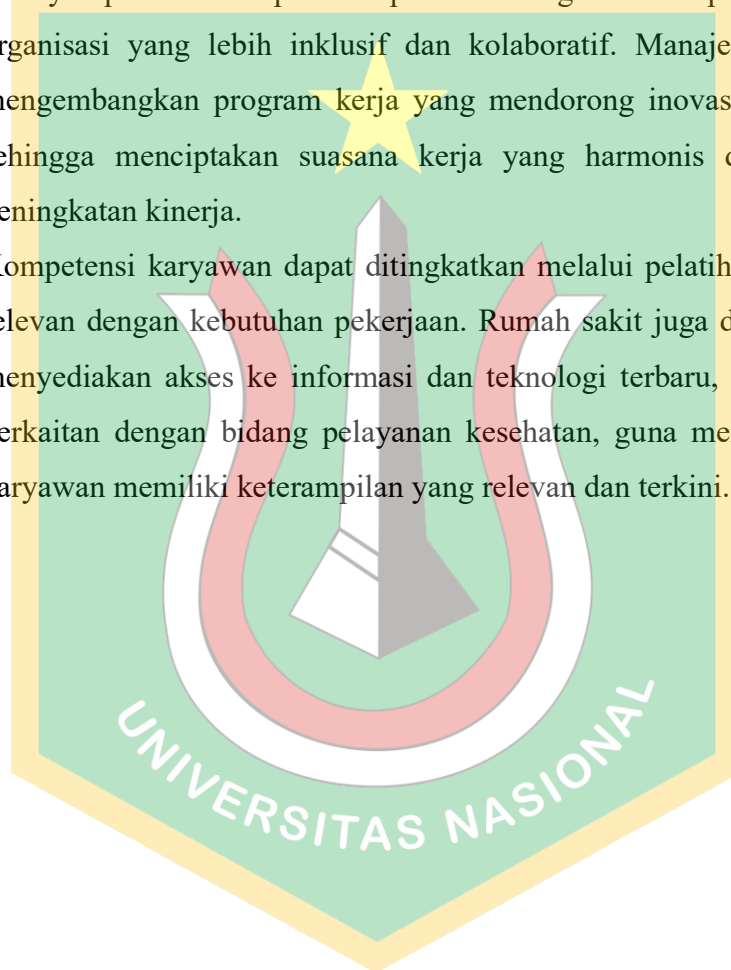 rganisasi yang lebih inklusif dan kolaboratif. Manaje
mengembangkan program kerja yang mendorong inovas
ehingga menciptakan suasana kerja yang harmonis d
eningkatan kinerja.
Kompetensi karyawan dapat ditingkatkan melalui pelatih
elevan dengan kebutuhan pekerjaan. Rumah sakit juga d
menyediakan akses ke informasi dan teknologi terbaru,
erkaitan dengan bidang pelayanan kesehatan, guna me
aryawan memiliki keterampilan yang relevan dan terkini.
UNIVERSITAS NASIONAL